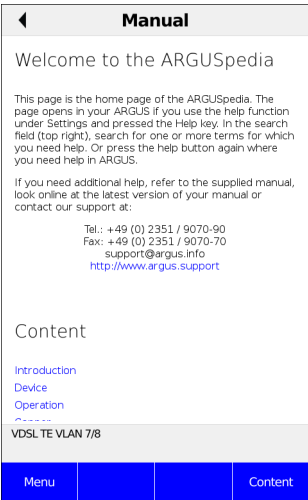 Manual
Welcome to the ARGUSpedia
This page is the home page of the ARGUSpedia. The
page opens in your ARGUS if you use the help function
under Settings and pressed the Help key. In the search
field (top right), search for one or more terms for which
you need help. Or press the help button again where
you need help in ARGUS.
If you need additional help, refer to the supplied manual,
look online at the latest version of your manual or
contact our support at:
Tel.: +49 (0) 2351 / 9070-90
Fax: +49 (0) 2351 / 9070-70
support@argus.info
http://www.argus.support
Content
Introduction
Device
Operation
VDSL TE VLAN 7/8
Menu
Content